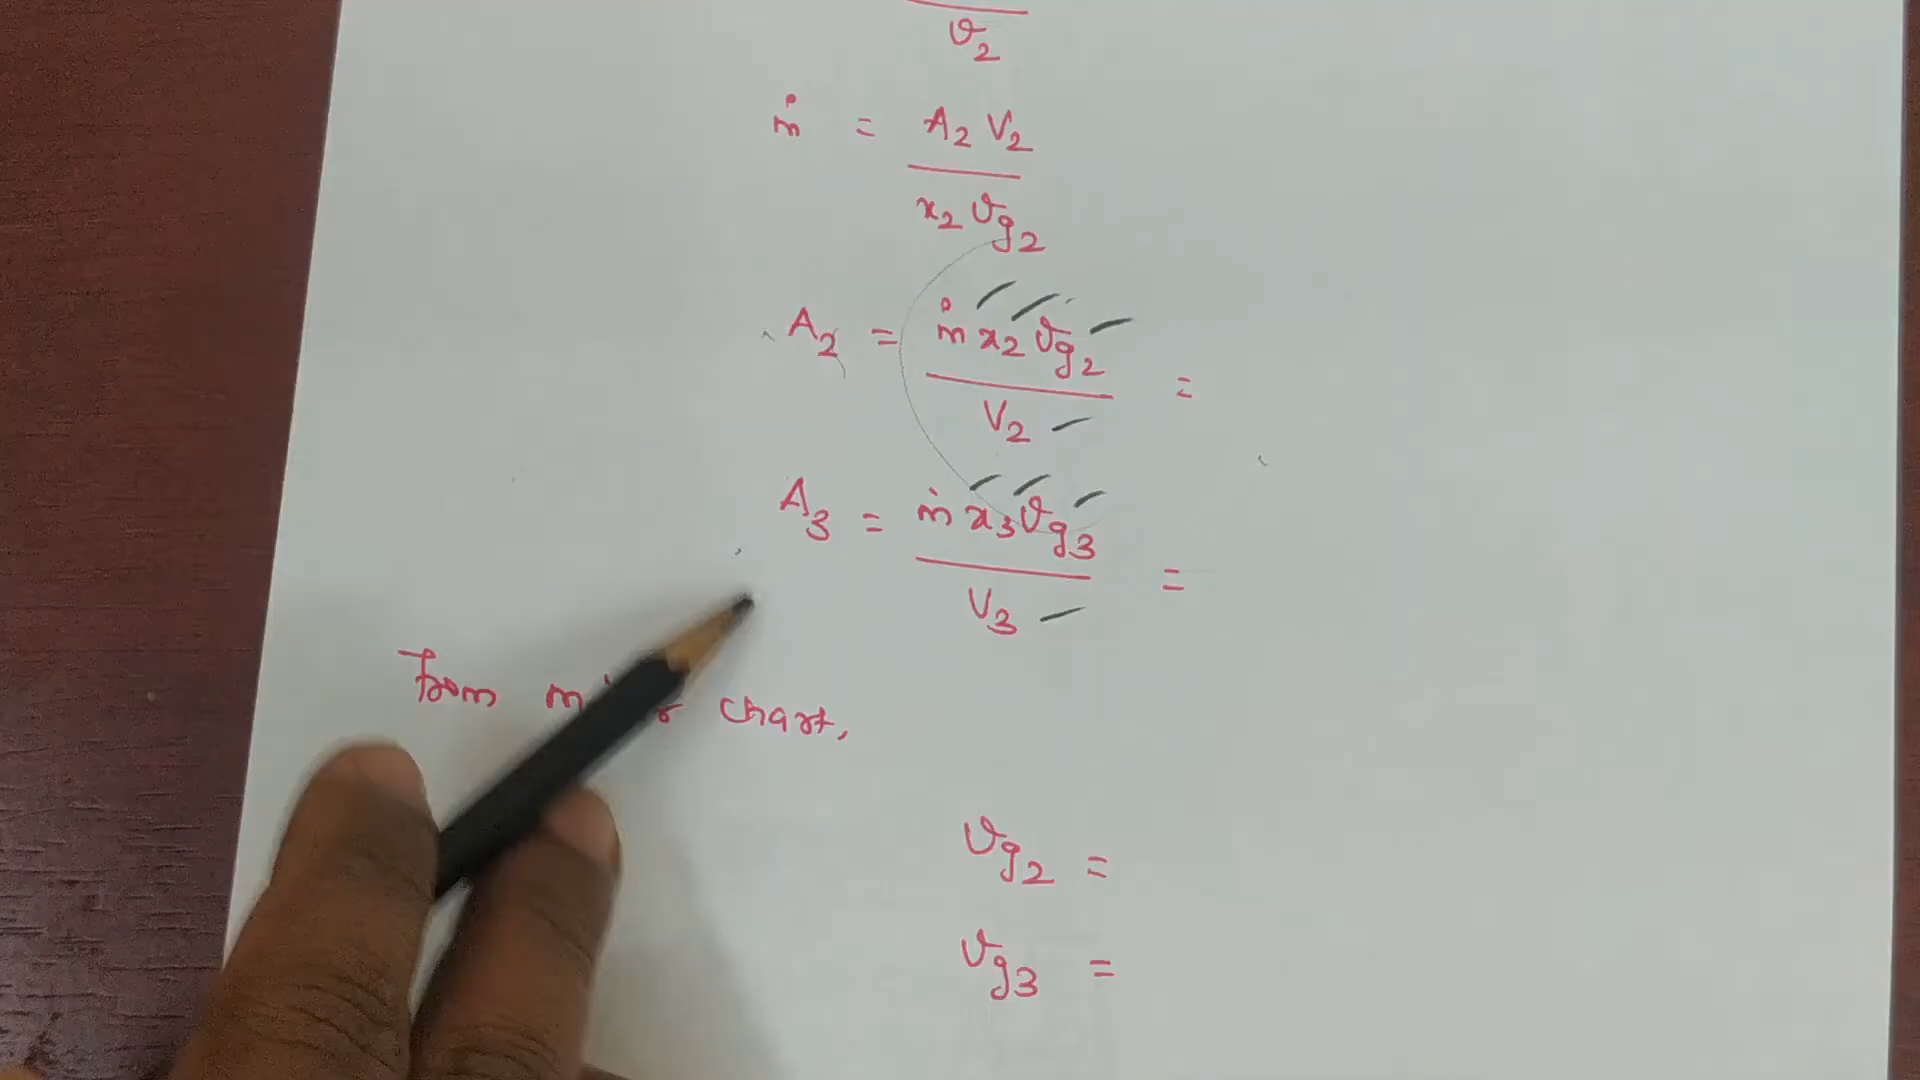 v₂
ṁ = A₂ V₂
x₂ vg₂
A₂ = ṁ x₂ vg₂ =
V₂
A₃ = ṁ x₃ vg₃ =
V₃
From chart,
vg₂ =
vg₃ =